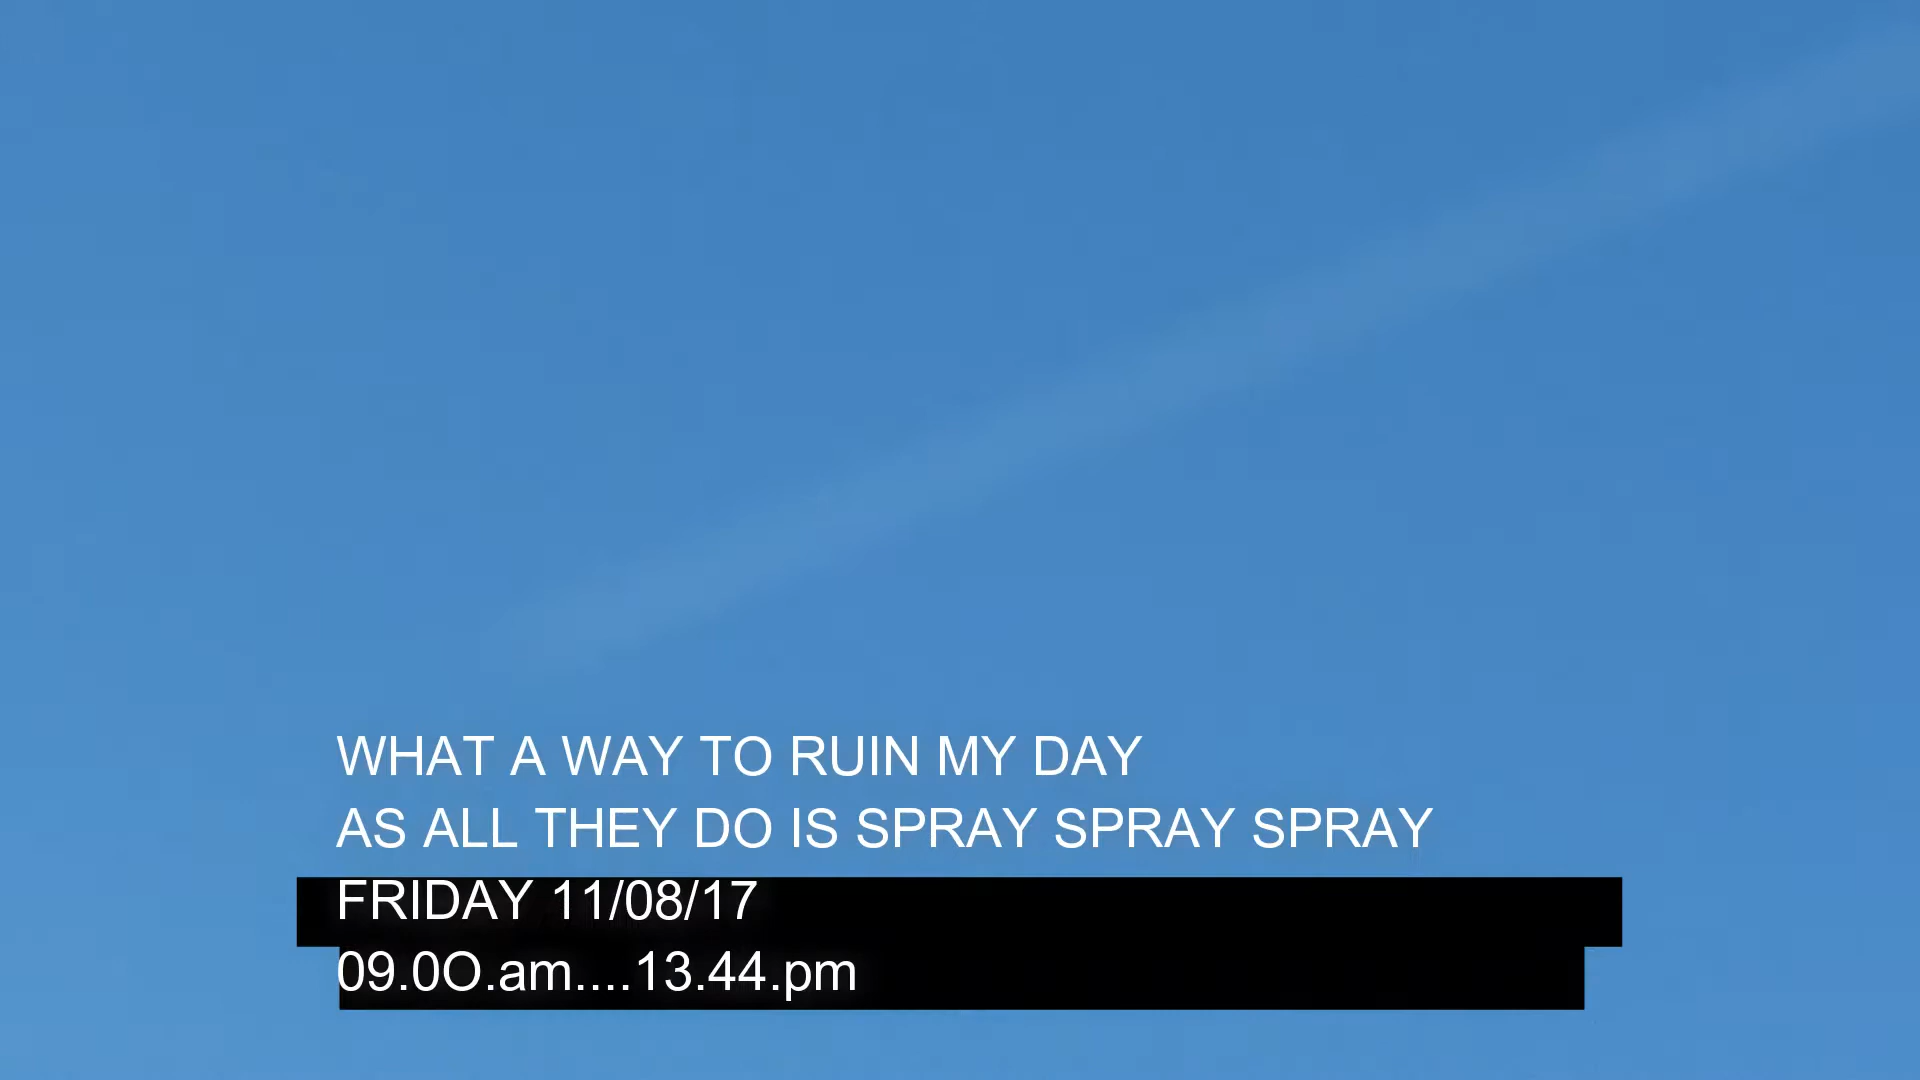 WHAT A WAY TO RUIN MY DAY
AS ALL THEY DO IS SPRAY SPRAY SPRAY
FRIDAY 11/08/17
09.0O.am....13.44.pm